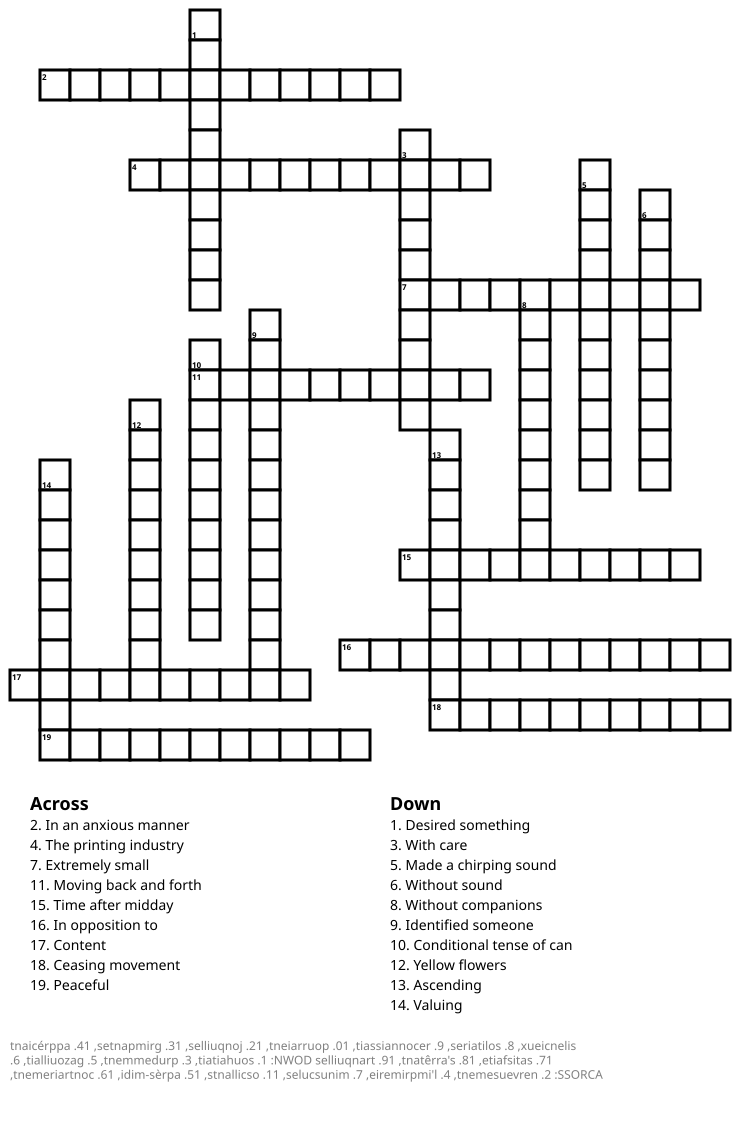 1
2
3
4
5
6
7
8
9
10
11
12
13
14
15
16
17
18
19
Across
2. In an anxious manner
4. The printing industry
7. Extremely small
11. Moving back and forth
15. Time after midday
16. In opposition to
17. Content
18. Ceasing movement
19. Peaceful
Down
1. Desired something
3. With care
5. Made a chirping sound
6. Without sound
8. Without companions
9. Identified someone
10. Conditional tense of can
12. Yellow flowers
13. Ascending
14. Valuing
tnaicérppa .41 ,setnapmirg .31 ,selliuqnoj .21 ,tneiarruop .01 ,tiassiannocer .9 ,seriatilos .8 ,xueicnelis
.6 ,tialliuozag .5 ,tnemmedurp .3 ,tiatiahuos .1 :NWOD selliuqnart .91 ,tnatêrra's .81 ,etiafsitas .71
,tnemeriartnoc .61 ,idim-sèrpa .51 ,stnallicso .11 ,selucsunim .7 ,eiremirpmi'l .4 ,tnemesuevren .2 :SSORCA